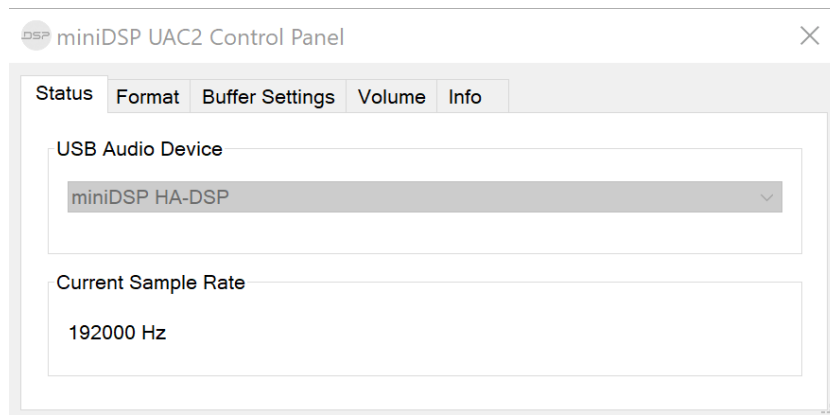 DSP miniDSP UAC2 Control Panel
Status Format Buffer Settings Volume Info
USB Audio Device
miniDSP HA-DSP
Current Sample Rate
192000 Hz